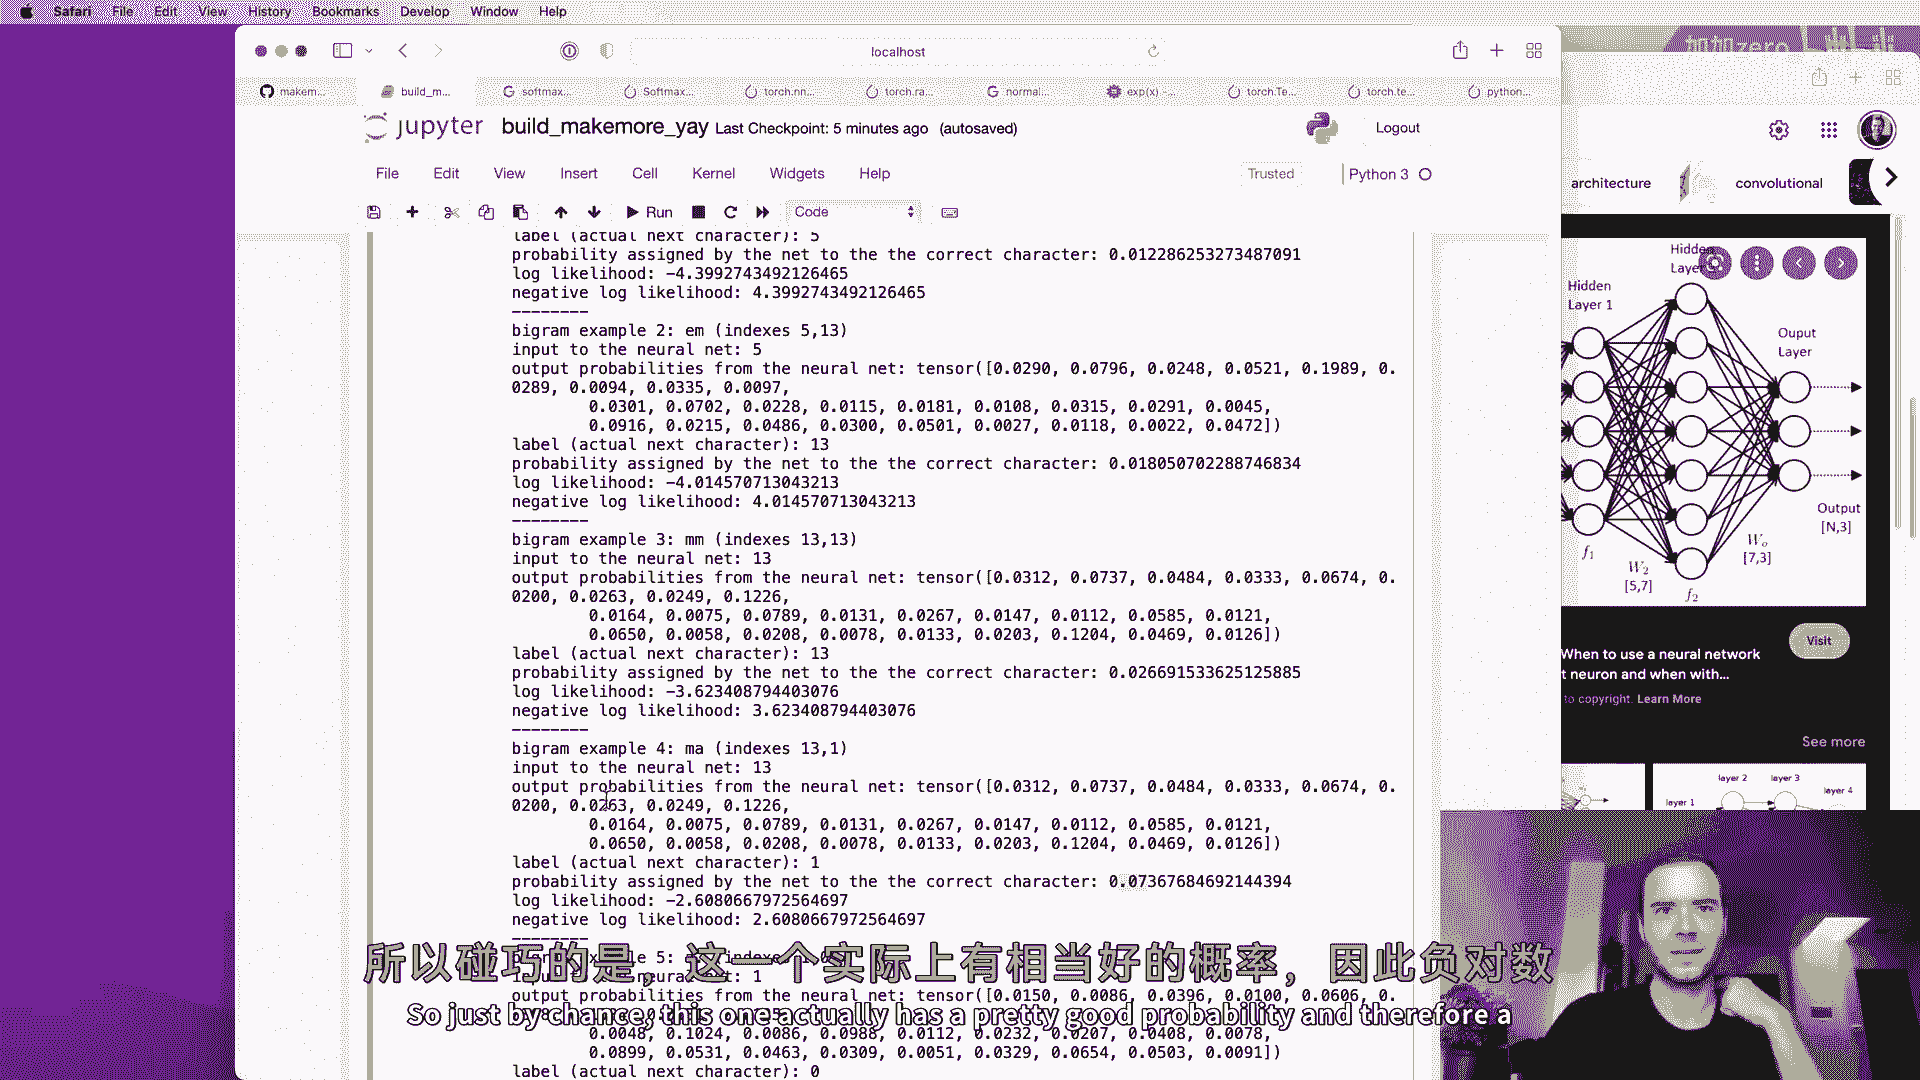 Safari File Edit View History Bookmarks Develop Window Help
localhost
makem... build_m... softmax... Softmax... torch.nn... torch.ra... normal... exp(x) -... torch.Te... torch.te... python...
jupyter build_makemore_yay Last Checkpoint: 5 minutes ago (autosaved)
Logout
File Edit View Insert Cell Kernel Widgets Help
Trusted Python 3
Run Code
label (actual next character): 5
probability assigned by the net to the the correct character: 0.012286253273487091
log likelihood: -4.3992743492126465
negative log likelihood: 4.3992743492126465
--------
bigram example 2: em (indexes 5,13)
input to the neural net: 5
output probabilities from the neural net: tensor([0.0290, 0.0796, 0.0248, 0.0521, 0.1989, 0.
0289, 0.0094, 0.0335, 0.0097,
0.0301, 0.0702, 0.0228, 0.0115, 0.0181, 0.0108, 0.0315, 0.0291, 0.0045,
0.0916, 0.0215, 0.0486, 0.0300, 0.0501, 0.0027, 0.0118, 0.0022, 0.0472])
label (actual next character): 13
probability assigned by the net to the the correct character: 0.018050702288746834
log likelihood: -4.014570713043213
negative log likelihood: 4.014570713043213
--------
bigram example 3: mm (indexes 13,13)
input to the neural net: 13
output probabilities from the neural net: tensor([0.0312, 0.0737, 0.0484, 0.0333, 0.0674, 0.
0200, 0.0263, 0.0249, 0.1226,
0.0164, 0.0075, 0.0789, 0.0131, 0.0267, 0.0147, 0.0112, 0.0585, 0.0121,
0.0650, 0.0058, 0.0208, 0.0078, 0.0133, 0.0203, 0.1204, 0.0469, 0.0126])
label (actual next character): 13
probability assigned by the net to the the correct character: 0.026691533625125885
log likelihood: -3.623408794403076
negative log likelihood: 3.623408794403076
--------
bigram example 4: ma (indexes 13,1)
input to the neural net: 13
output probabilities from the neural net: tensor([0.0312, 0.0737, 0.0484, 0.0333, 0.0674, 0.
0200, 0.0263, 0.0249, 0.1226,
0.0164, 0.0075, 0.0789, 0.0131, 0.0267, 0.0147, 0.0112, 0.0585, 0.0121,
0.0650, 0.0058, 0.0208, 0.0078, 0.0133, 0.0203, 0.1204, 0.0469, 0.0126])
label (actual next character): 1
probability assigned by the net to the the correct character: 0.07367684692144394
log likelihood: -2.6080667972564697
negative log likelihood: 2.6080667972564697
所以碰巧的是，这一个实际上有相当好的概率，因此负对数
output probabilities from the neural net: tensor([0.0150, 0.0086, 0.0396, 0.0100, 0.0606, 0.
So just by chance, this one actually has a pretty good probability and therefore a
0.0048, 0.1024, 0.0086, 0.0988, 0.0112, 0.0232, 0.0207, 0.0408, 0.0078,
0.0899, 0.0531, 0.0463, 0.0309, 0.0051, 0.0329, 0.0654, 0.0503, 0.0091])
label (actual next character): 0
architecture convolutional
Hidden
Layer
Hidden
Layer 1
Ouput
Layer
Output
[N,3]
f1
W2
[5,7]
f2
Wo
[7,3]
Visit
When to use a neural network
t neuron and when with...
to copyright. Learn More
See more
layer 1 layer 2 layer 3 layer 4